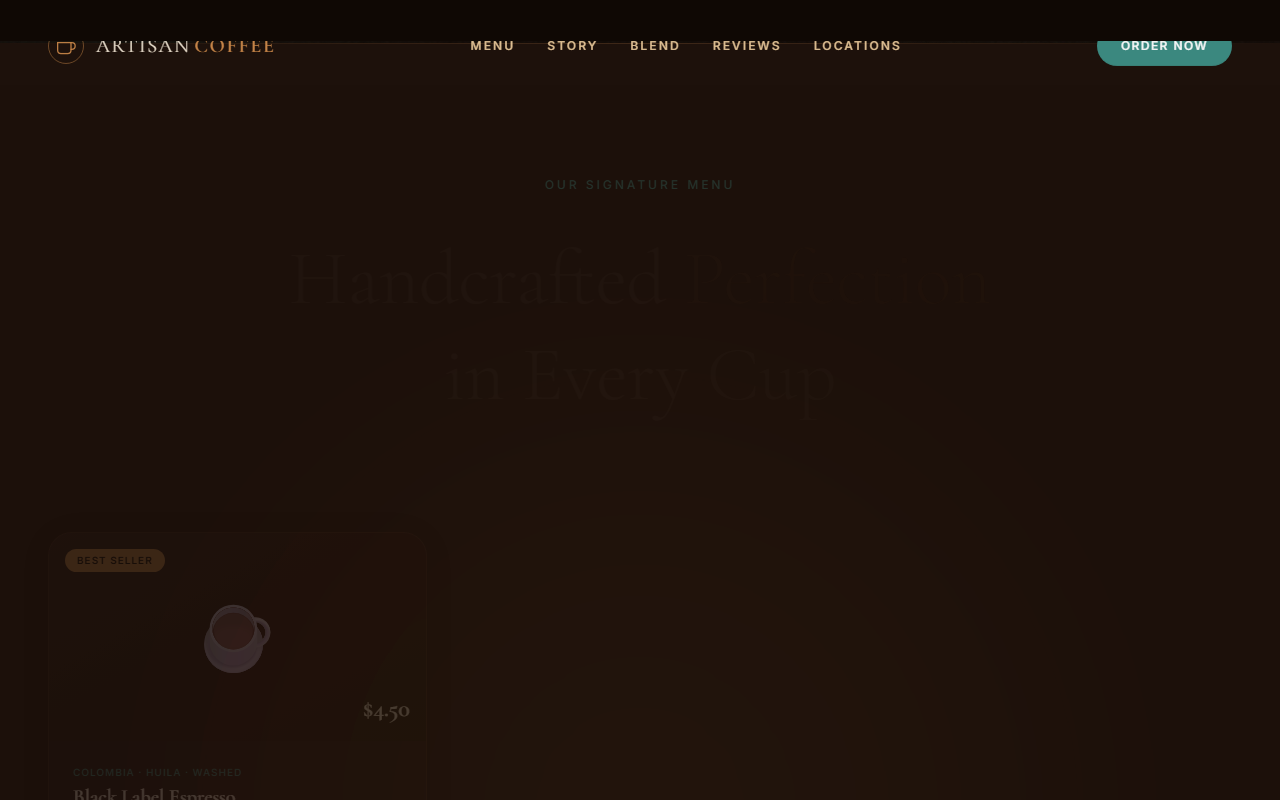 ARTISAN COFFEE
MENU STORY BLEND REVIEWS LOCATIONS
ORDER NOW
OUR SIGNATURE MENU
Handcrafted Perfection
in Every Cup
BEST SELLER
$4.50
COLOMBIA · HUILA · WASHED
Black Label Espresso